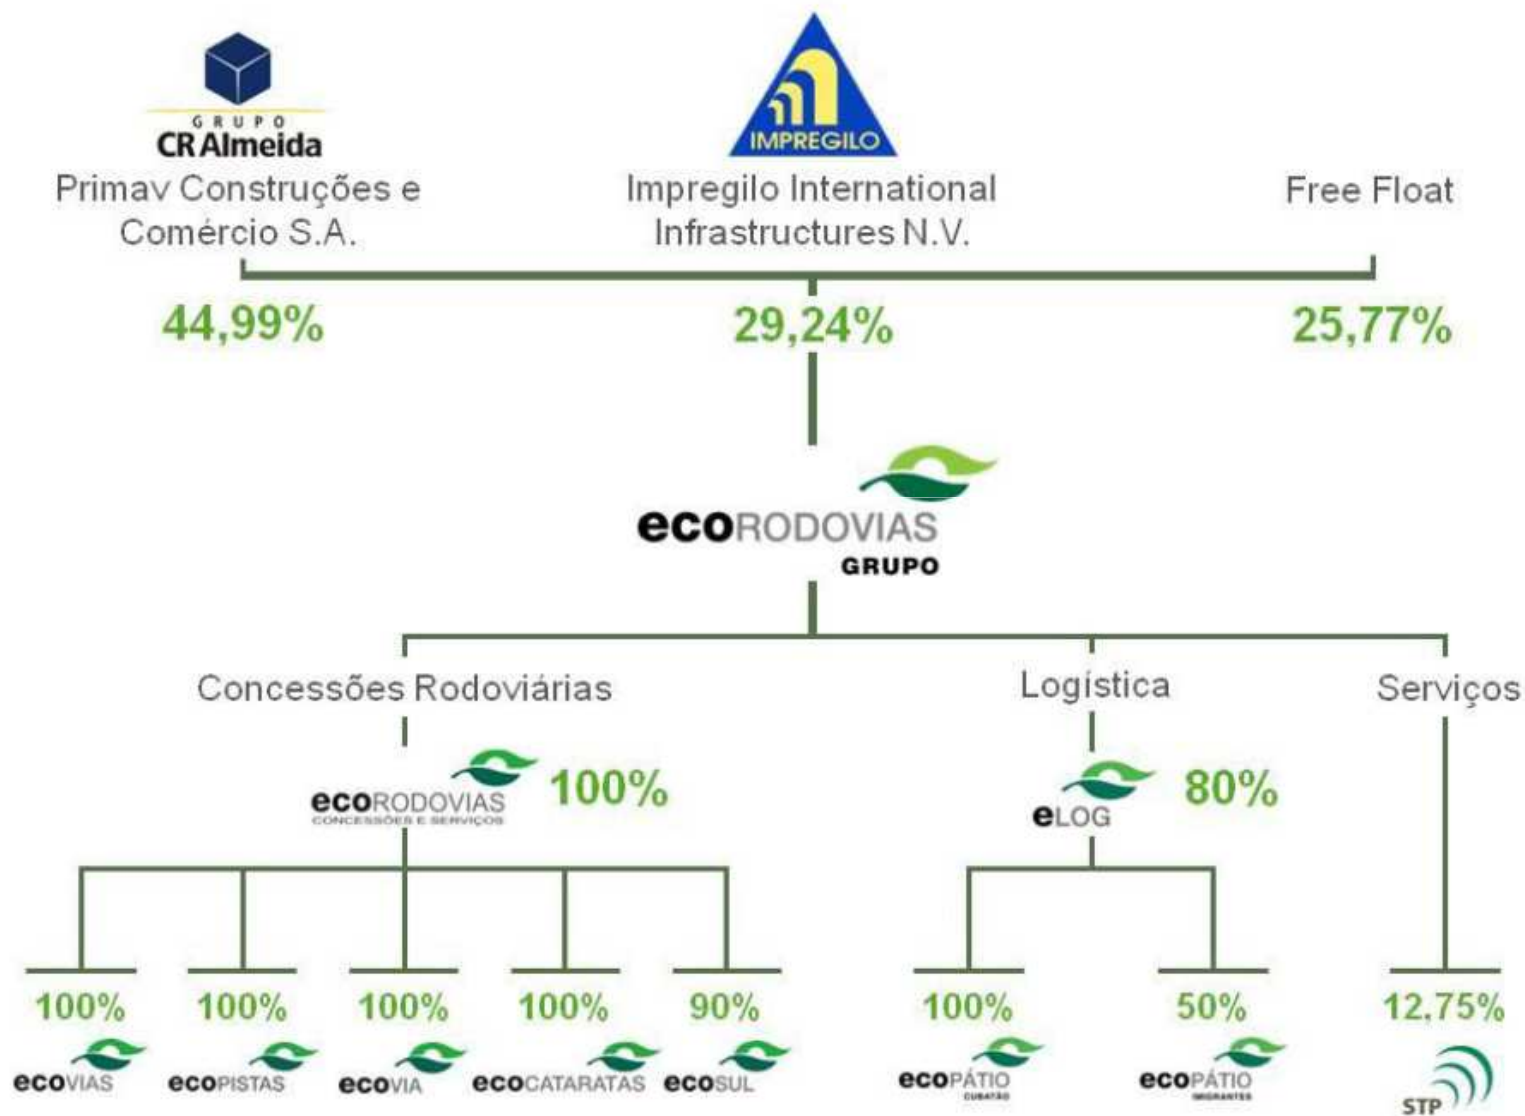 GRUPO
CR Almeida
Primav Construções e
Comércio S.A.
IMPREGILO
Impregilo International
Infrastructures N.V.
Free Float
44,99%
29,24%
25,77%
ecoRODOVIAS
GRUPO
Concessões Rodoviárias
Logística
Serviços
ecoRODOVIAS
CONCESSÕES E SERVIÇOS
100%
eLOG
80%
100%
100%
100%
100%
90%
100%
50%
12,75%
ecoVIAS
ecoPISTAS
ecoVIA
ecoCATARATAS
ecoSUL
ecoPÁTIO
CUBATÃO
ecoPÁTIO
IMIGRANTES
STP